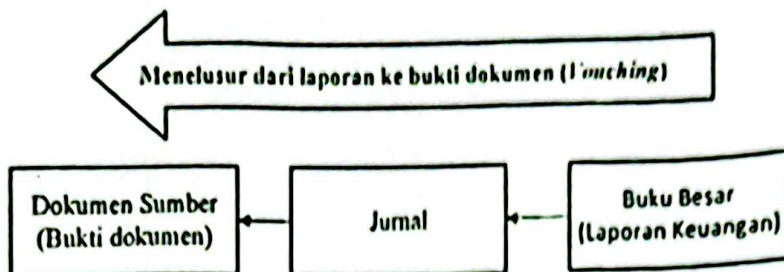 Menelusur dari laporan ke bukti dokumen (Vouching)
Dokumen Sumber
(Bukti dokumen)
Jurnal
Buku Besar
(Laporan Keuangan)